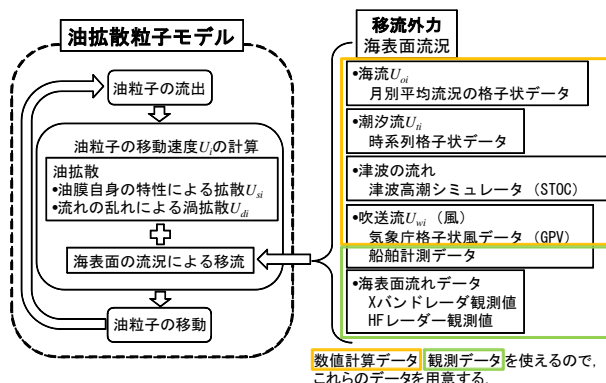 油拡散粒子モデル
油粒子の流出
油粒子の移動速度Uiの計算
油拡散
•油膜自身の特性による拡散Usi
•流れの乱れによる渦拡散Udi
海表面の流況による移流
油粒子の移動
移流外力
海表面流況
•海流Uoi
月別平均流況の格子状データ
•潮汐流Uti
時系列格子状データ
津波の流れ
津波高潮シミュレータ（STOC）
•吹送流Uwi（風）
気象庁格子状風データ（GPV）
船舶計測データ
•海表面流れデータ
Xバンドレーダ観測値
HFレーダー観測値
数値計算データ 観測データを使えるので，
これらのデータを用意する．